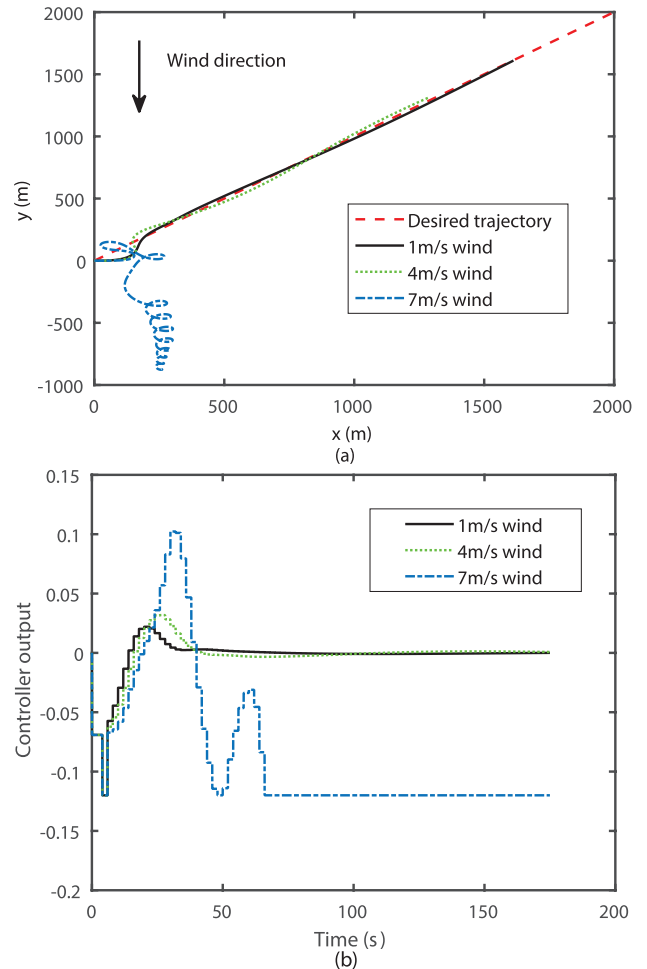 2000
1500
1000
500
0
-500
-1000
y (m)
Wind direction
Desired trajectory
1m/s wind
4m/s wind
7m/s wind
0 500 1000 1500 2000
x (m)
(a)
0.15
0.1
0.05
0
-0.05
-0.1
-0.15
-0.2
Controller output
1m/s wind
4m/s wind
7m/s wind
0 50 100 150 200
Time (s)
(b)